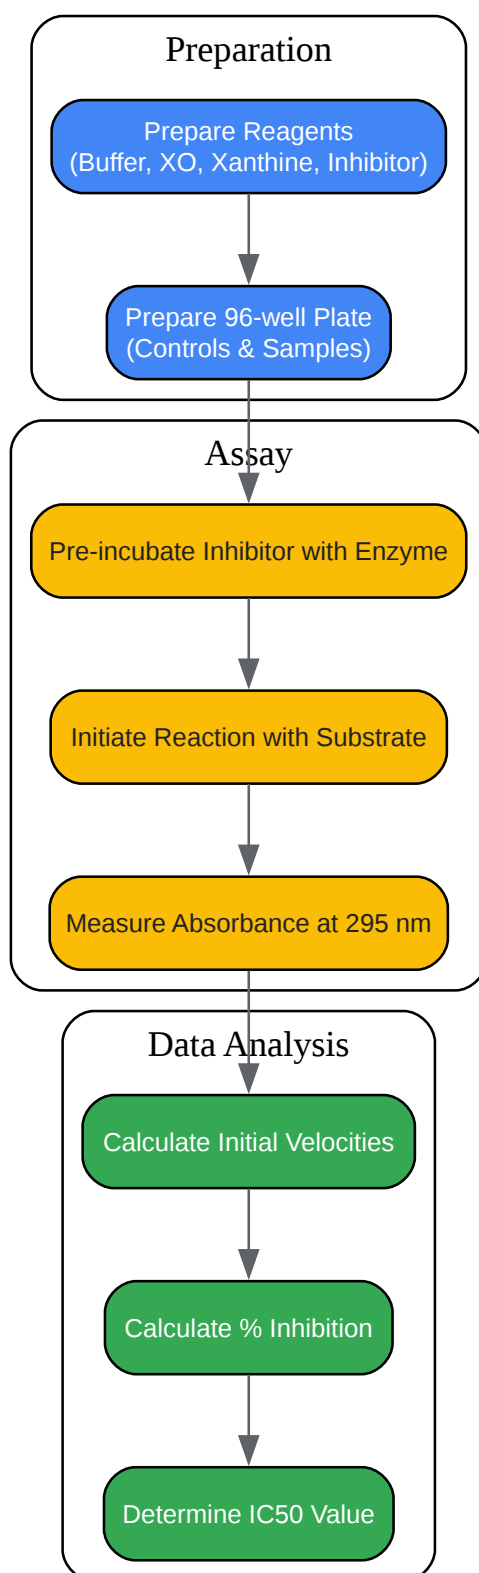 Preparation
Prepare Reagents
(Buffer, XO, Xanthine, Inhibitor)
Prepare 96-well Plate
(Controls & Samples)
Assay
Pre-incubate Inhibitor with Enzyme
Initiate Reaction with Substrate
Measure Absorbance at 295 nm
Data Analysis
Calculate Initial Velocities
Calculate % Inhibition
Determine IC50 Value